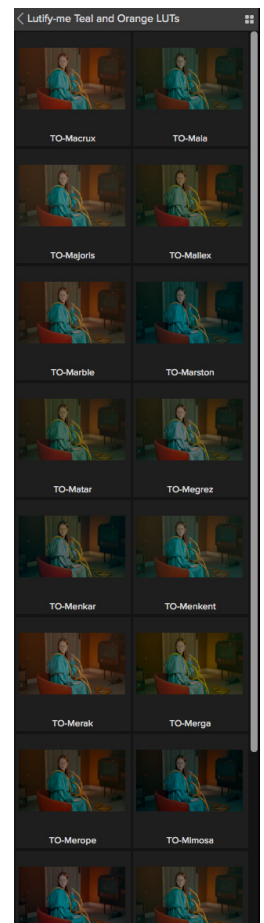 Lutify-me Teal and Orange LUTs
TO-Macrux
TO-Mala
TO-Majoris
TO-Mallex
TO-Marble
TO-Marston
TO-Matar
TO-Megrez
TO-Menkar
TO-Menkent
TO-Merak
TO-Merga
TO-Merope
TO-Mimosa